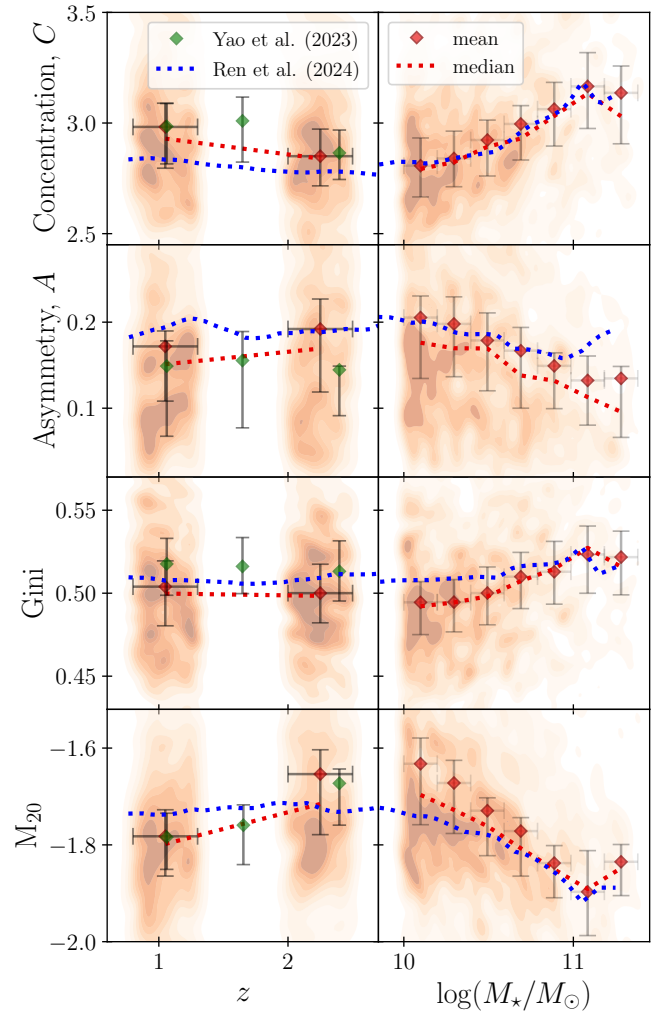 Concentration, C
3.5
3.0
2.5
Yao et al. (2023)
Ren et al. (2024)
mean
median
Asymmetry, A
0.2
0.1
Gini
0.55
0.50
0.45
M₂₀
−1.6
−1.8
−2.0
1
2
10
11
z
log(M⋆/M⊙)